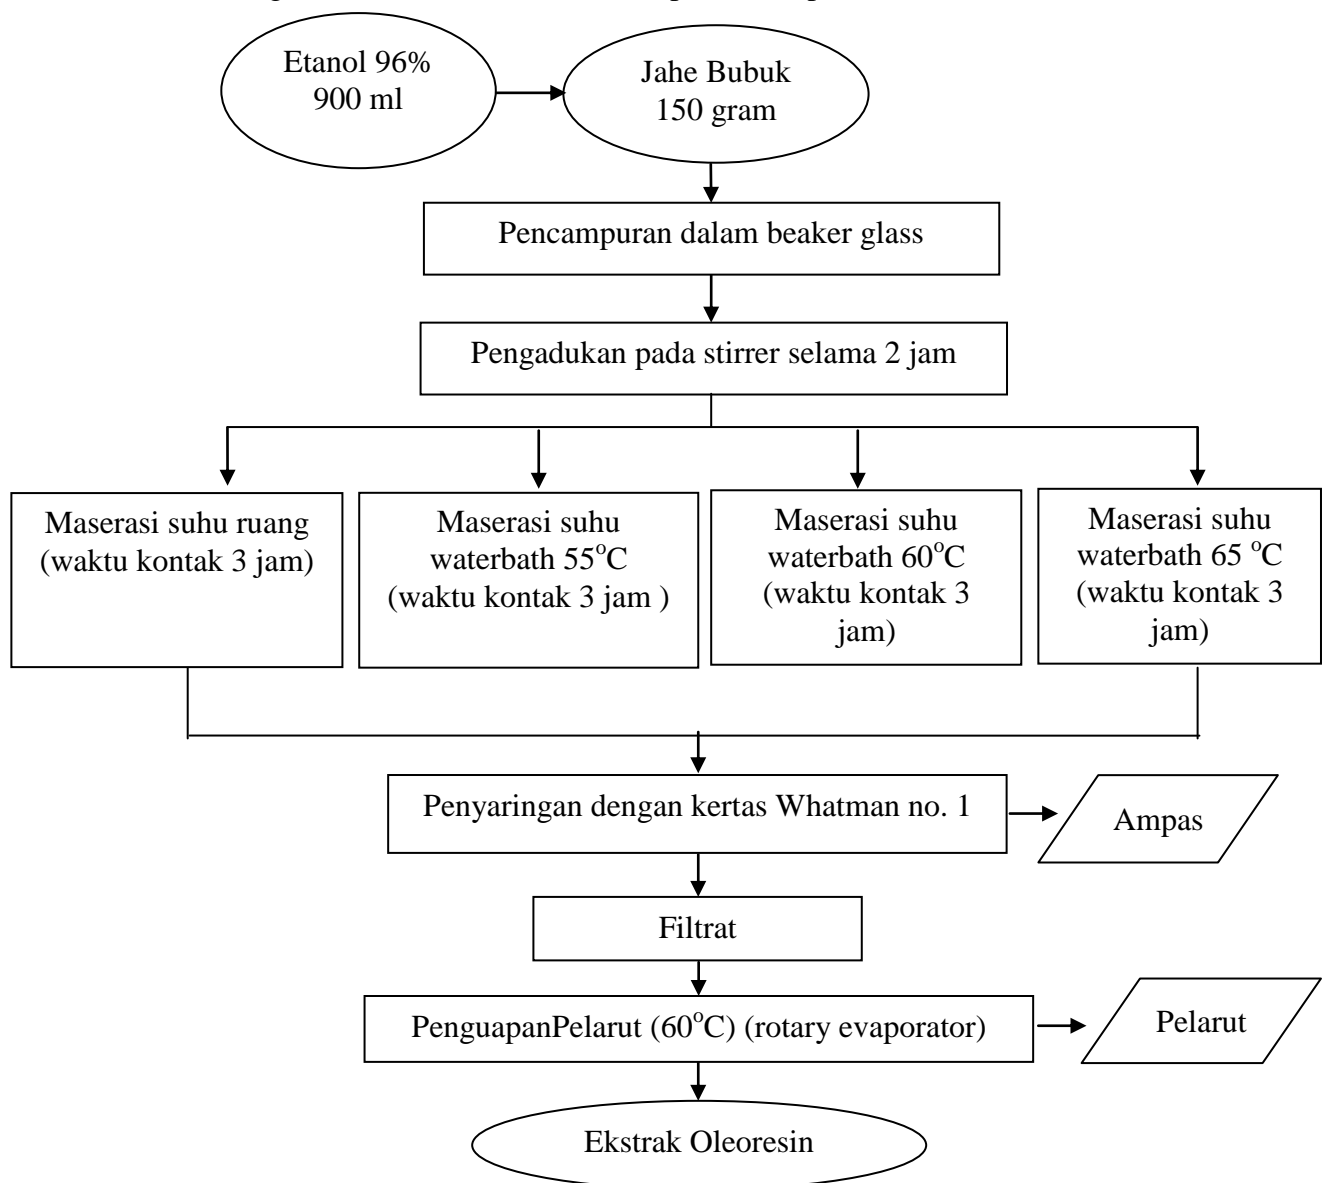 Etanol 96%
900 ml
Jahe Bubuk
150 gram
Pencampuran dalam beaker glass
Pengadukan pada stirrer selama 2 jam
Maserasi suhu ruang
(waktu kontak 3 jam)
Maserasi suhu
waterbath 55°C
(waktu kontak 3 jam )
Maserasi suhu
waterbath 60°C
(waktu kontak 3
jam)
Maserasi suhu
waterbath 65 °C
(waktu kontak 3
jam)
Penyaringan dengan kertas Whatman no. 1
Ampas
Filtrat
PenguapanPelarut (60°C) (rotary evaporator)
Pelarut
Ekstrak Oleoresin